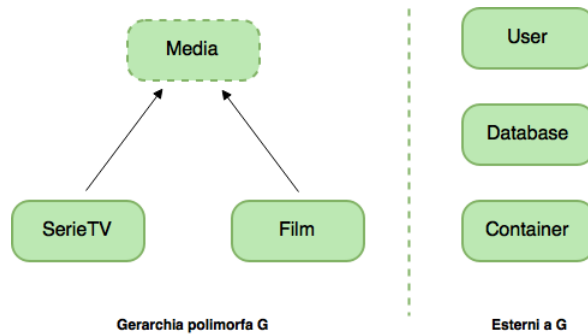 Media
User
Database
SerieTV
Film
Container
Gerarchia polimorfa G
Esterni a G